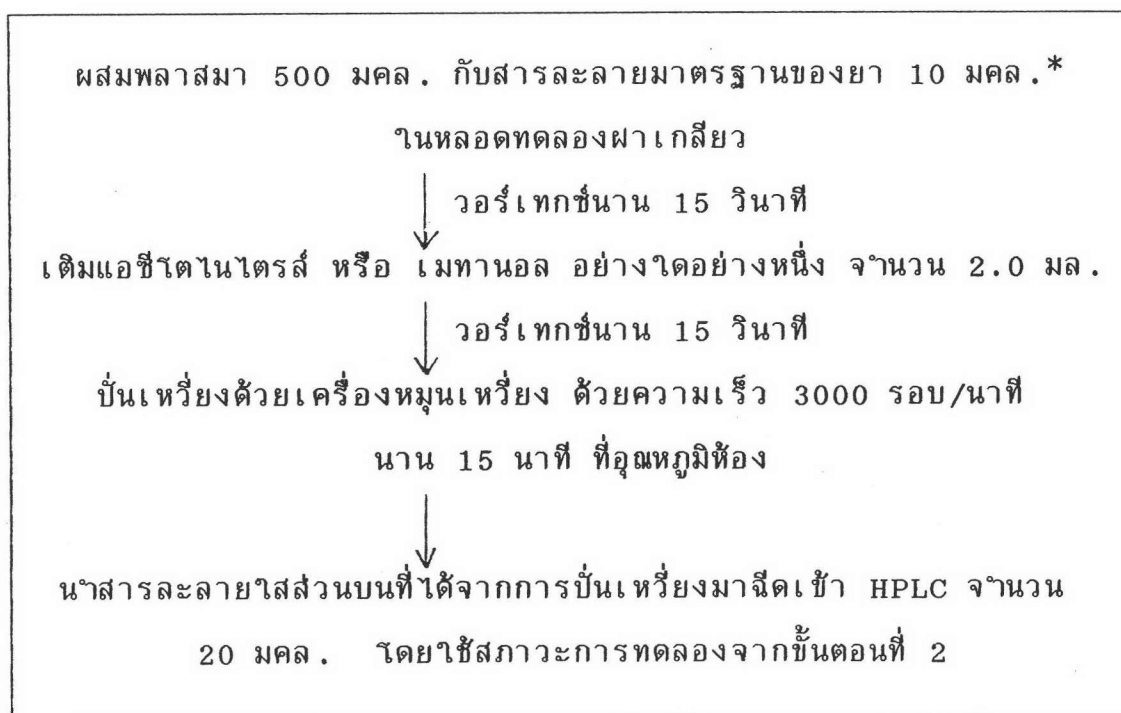 ผสมพลาสมา 500 มคล. กับสารละลายมาตรฐานของยา 10 มคล.*
ในหลอดทดลองฝาเกลียว
วอร์เทกซ์นาน 15 วินาที
เติมแอซีโตไนไตรล์ หรือ เมทานอล อย่างใดอย่างหนึ่ง จำนวน 2.0 มล.
วอร์เทกซ์นาน 15 วินาที
ปั่นเหวี่ยงด้วยเครื่องหมุนเหวี่ยง ด้วยความเร็ว 3000 รอบ/นาที
นาน 15 นาที ที่อุณหภูมิห้อง
นำสารละลายใสส่วนบนที่ได้จากการปั่นเหวี่ยงมาฉีดเข้า HPLC จำนวน
20 มคล. โดยใช้สภาวะการทดลองจากขั้นตอนที่ 2